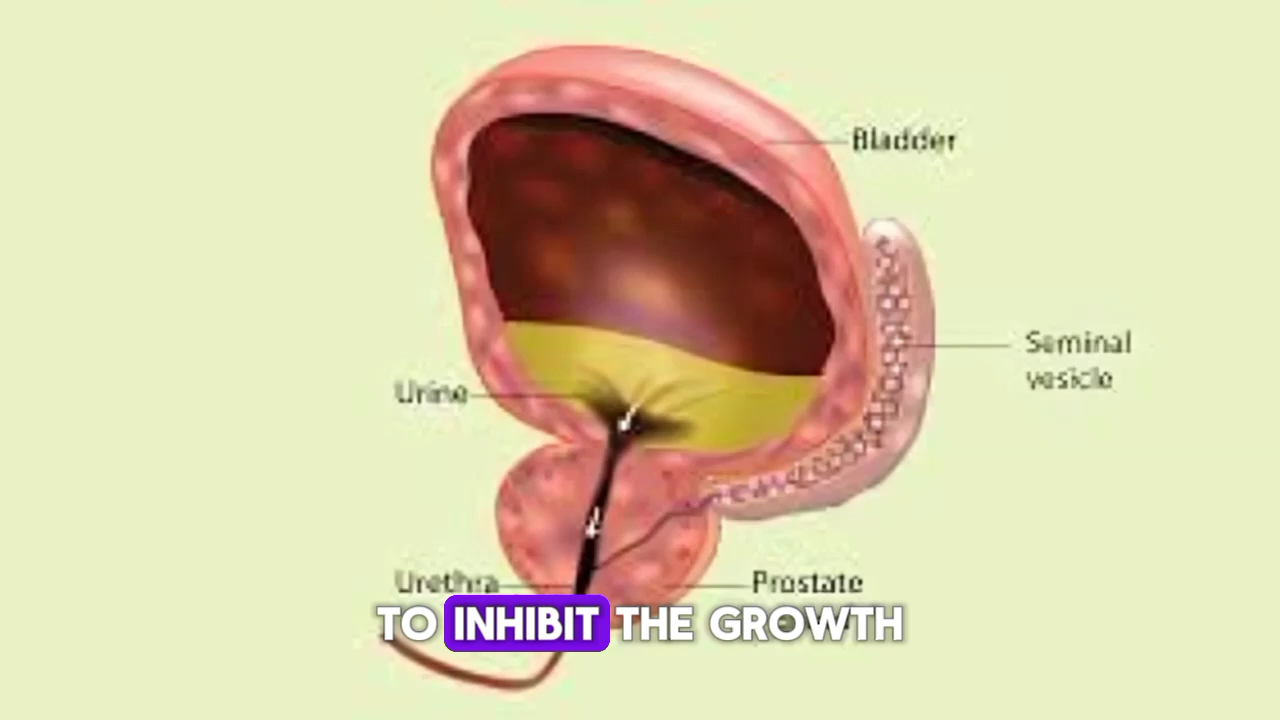 Bladder
Seminal
vesicle
Urine
Urethra
Prostate
TO INHIBIT THE GROWTH